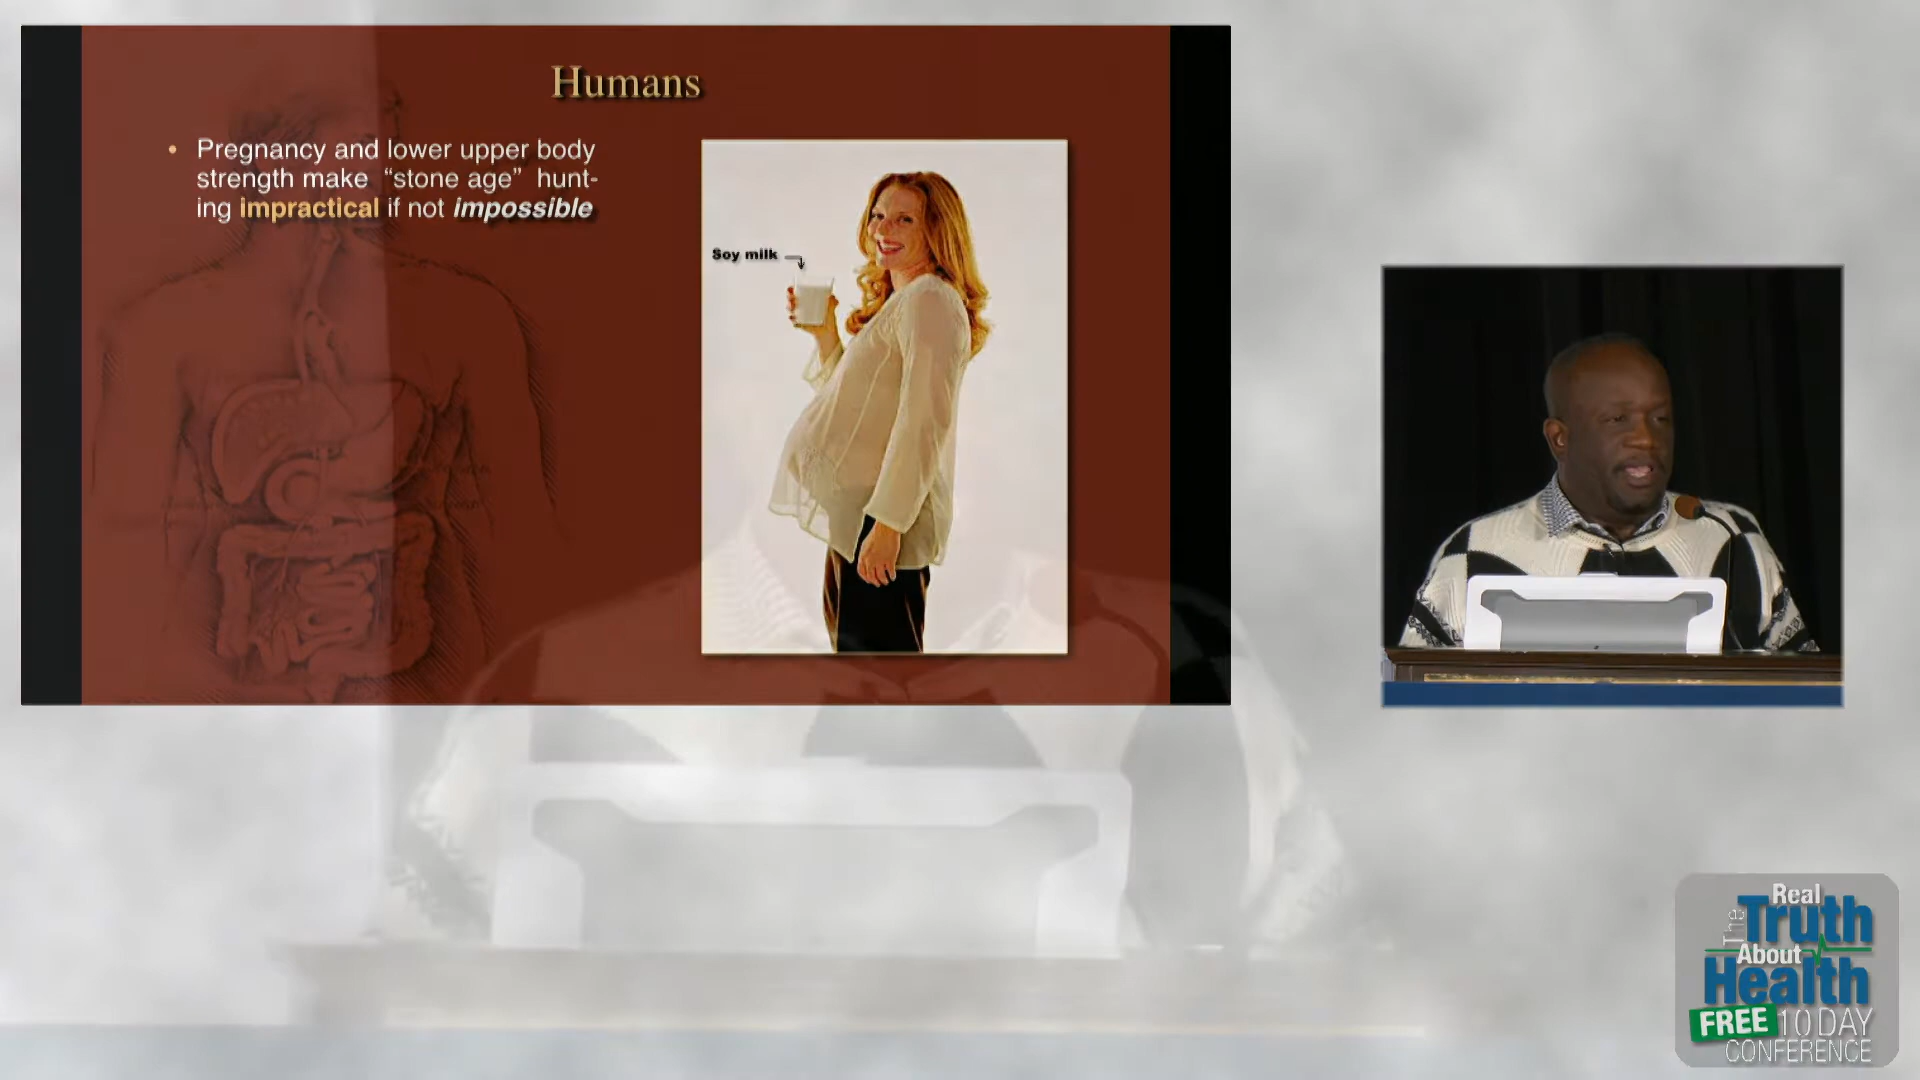 Humans
• Pregnancy and lower upper body
strength make “stone age” hunt-
ing impractical if not impossible
Soy milk
The Real
Truth
About
Health
FREE 10 DAY
CONFERENCE